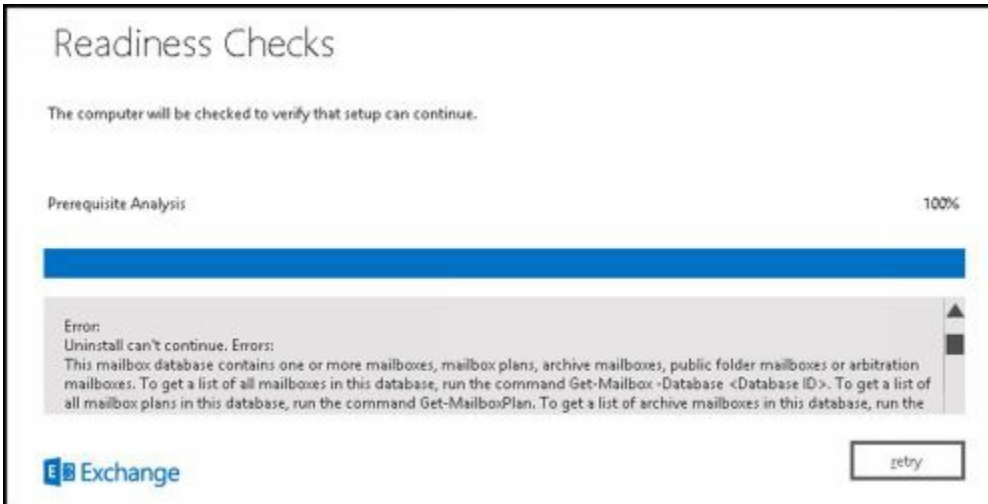 Readiness Checks
The computer will be checked to verify that setup can continue.
Prerequisite Analysis 100%
Error:
Uninstall can't continue. Errors:
This mailbox database contains one or more mailboxes, mailbox plans, archive mailboxes, public folder mailboxes or arbitration
mailboxes. To get a list of all mailboxes in this database, run the command Get-Mailbox -Database <Database ID>. To get a list of
all mailbox plans in this database, run the command Get-MailboxPlan. To get a list of archive mailboxes in this database, run the
Exchange
retry